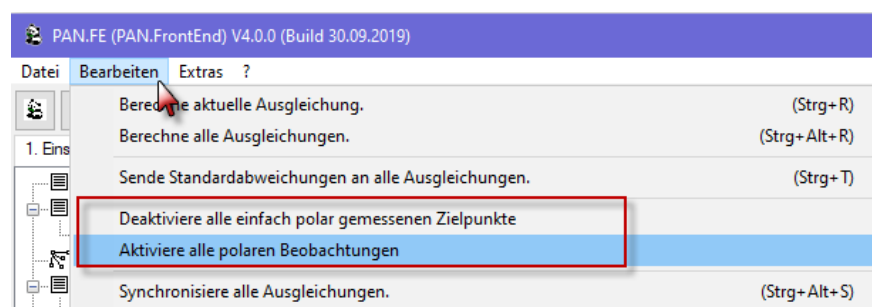 PAN.FE (PAN.FrontEnd) V4.0.0 (Build 30.09.2019)
Datei Bearbeiten Extras ?
aktuelle Ausgleichung. (Strg+R)
Berechne alle Ausgleichungen. (Strg+Alt+R)
1. Eins
Sende Standardabweichungen an alle Ausgleichungen. (Strg+T)
Deaktiviere alle einfach polar gemessenen Zielpunkte
Aktiviere alle polaren Beobachtungen
Synchronisiere alle Ausgleichungen. (Strg+Alt+S)